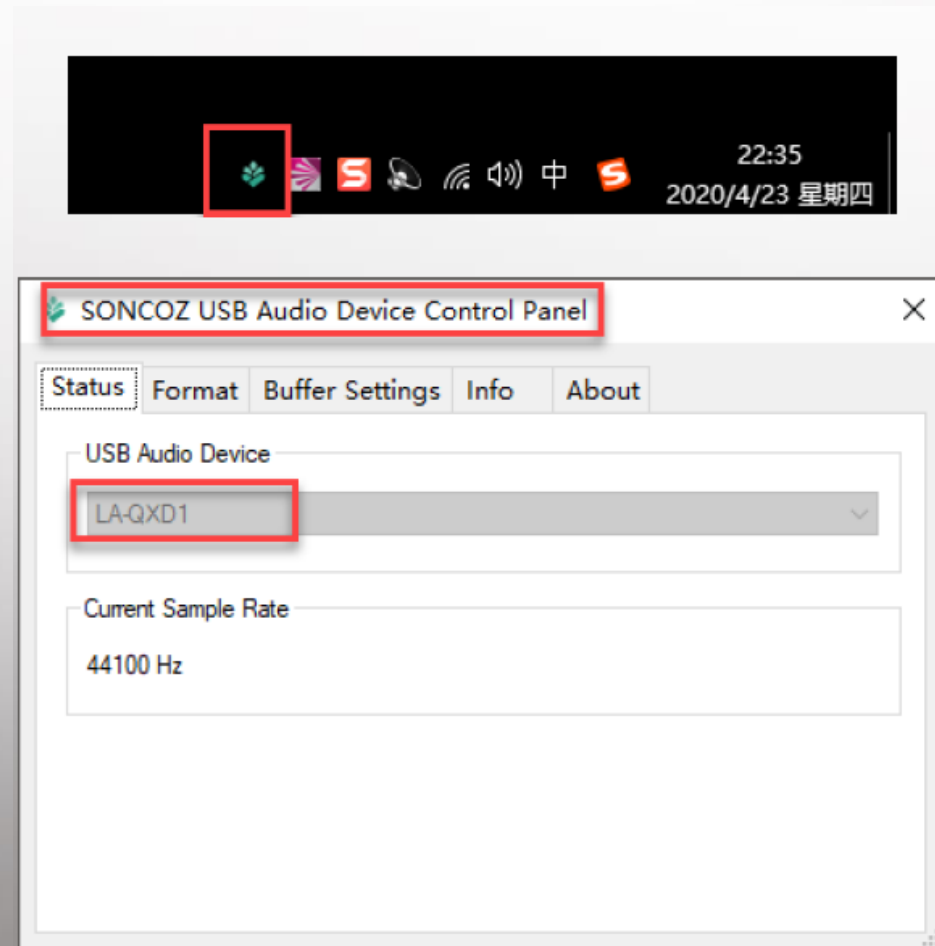 22:35
中
2020/4/23 星期四
SONCOZ USB Audio Device Control Panel
Status Format Buffer Settings Info About
USB Audio Device
LA-QXD1
Current Sample Rate
44100 Hz